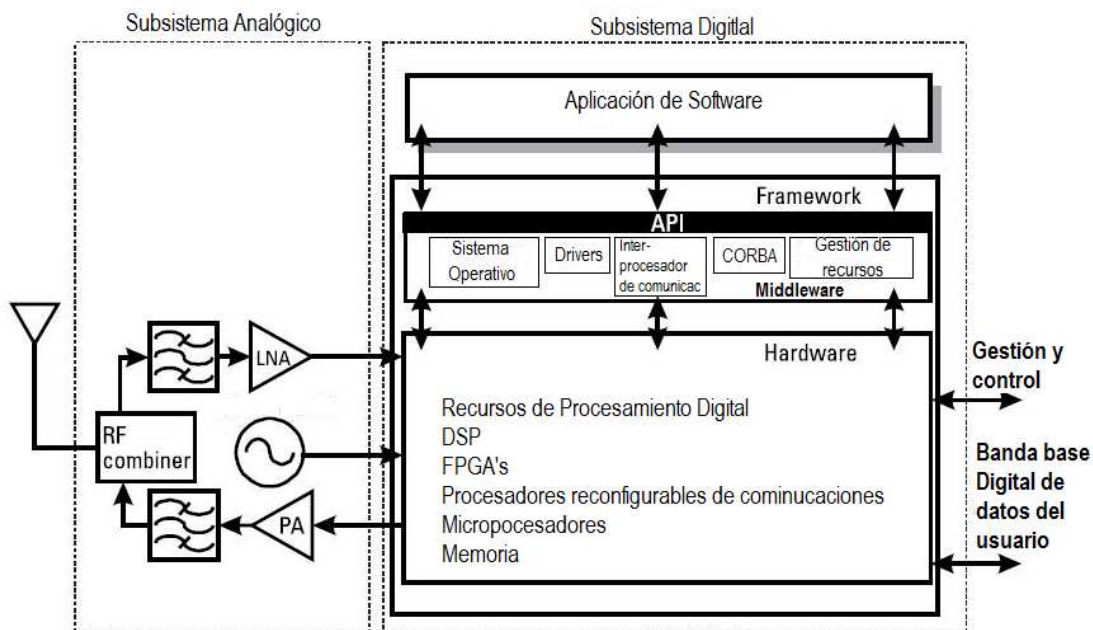 Subsistema Analógico
Subsistema Digitlal
Aplicación de Software
Framework
API
Sistema
Operativo
Drivers
Inter-
procesador
de comunicac
CORBA
Gestión de
recursos
Middleware
Hardware
LNA
RF
combiner
PA
Recursos de Procesamiento Digital
DSP
FPGA's
Procesadores reconfigurables de cominucaciones
Micropocesadores
Memoria
Gestión y
control
Banda base
Digital de
datos del
usuario